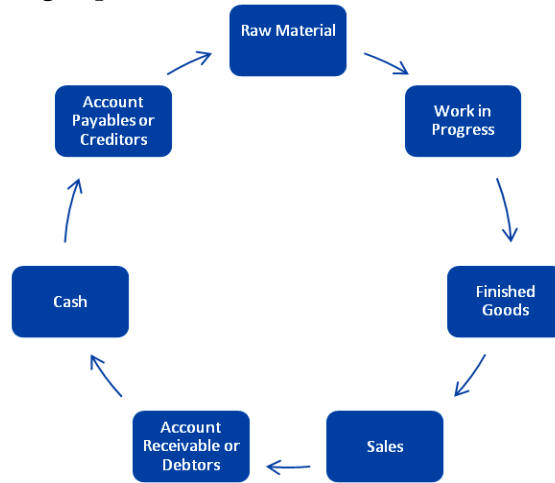 Raw Material
Account
Payables or
Creditors
Work in
Progress
Cash
Finished
Goods
Account
Receivable or
Debtors
Sales